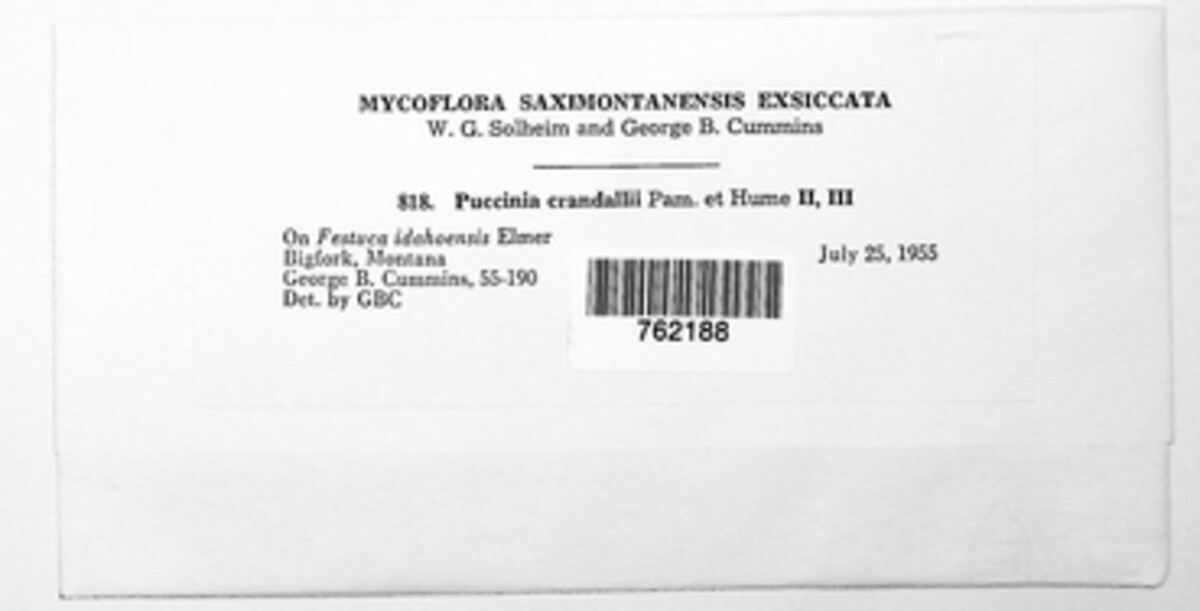 MYCOFLORA SAXIMONTANENSIS EXSICCATA
W. G. Solheim and George B. Cummins
818. Puccinia crandallii Pam. et Hume II, III
On Festuca idahoensis Elmer
Bigfork, Montana
July 25, 1955
George B. Cummins, 55-190
Det. by GBC
762188